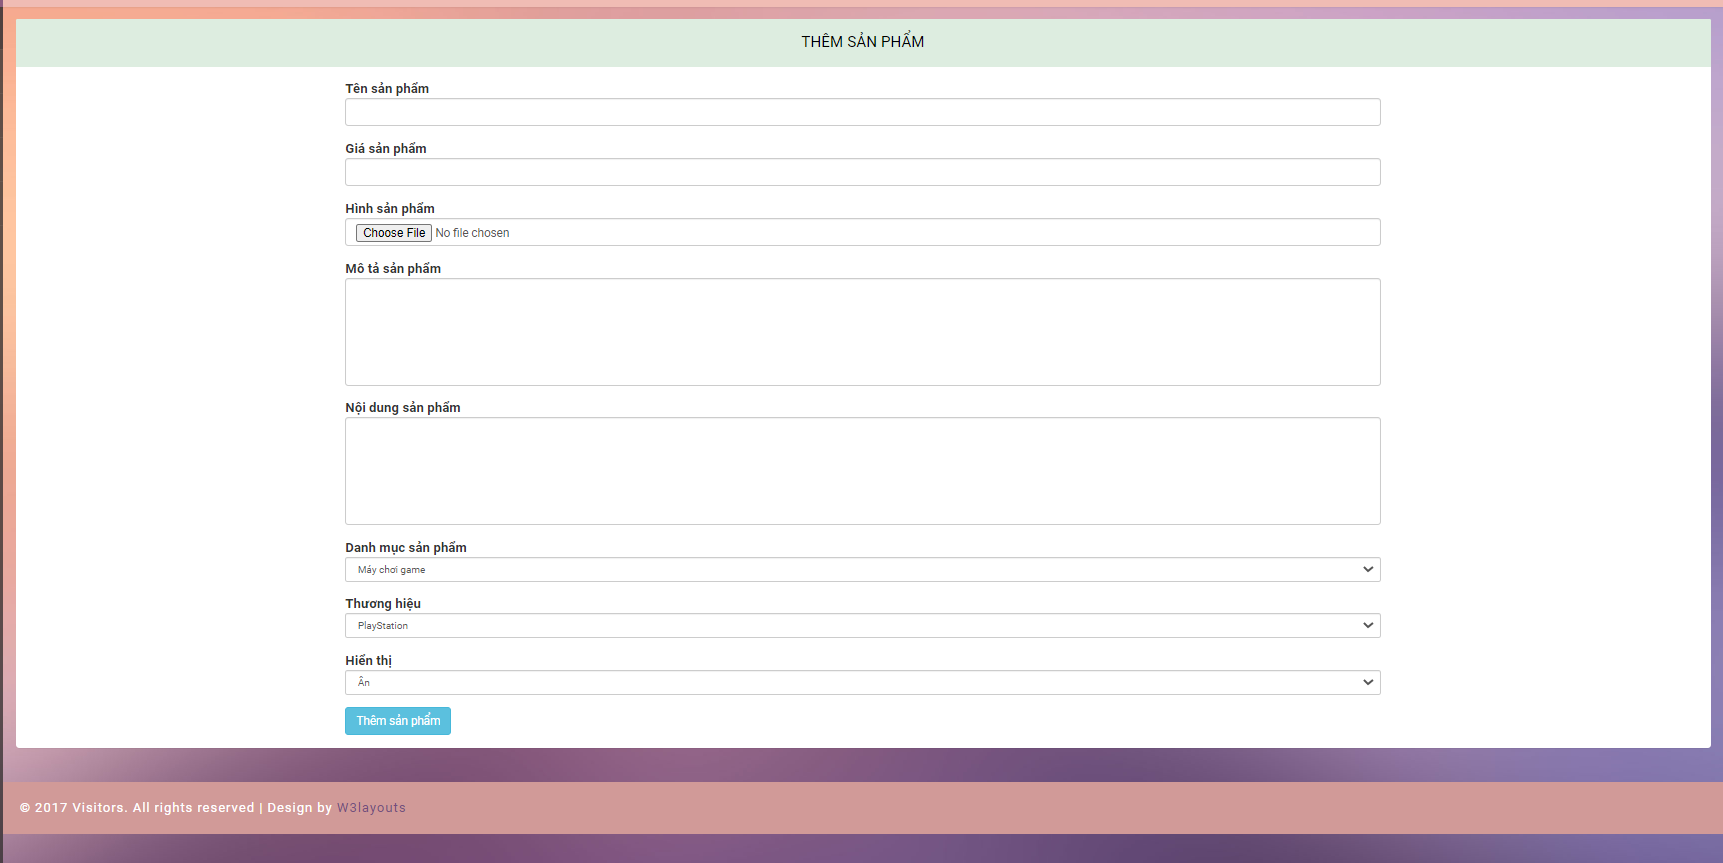 THÊM SẢN PHẨM
Tên sản phẩm
Giá sản phẩm
Hình sản phẩm
Choose File No file chosen
Mô tả sản phẩm
Nội dung sản phẩm
Danh mục sản phẩm
Máy chơi game
Thương hiệu
PlayStation
Hiển thị
Ẩn
Thêm sản phẩm
© 2017 Visitors. All rights reserved | Design by W3layouts